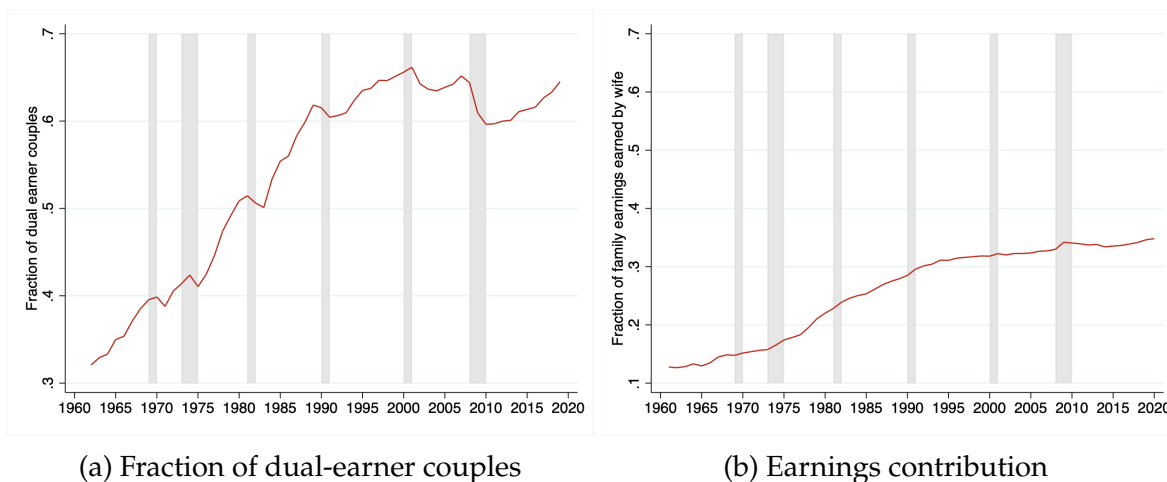 Fraction of dual earner couples
.7
.6
.5
.4
.3
1960 1965 1970 1975 1980 1985 1990 1995 2000 2005 2010 2015 2020
(a) Fraction of dual-earner couples
Fraction of family earnings earned by wife
.7
.6
.5
.4
.3
.2
.1
1960 1965 1970 1975 1980 1985 1990 1995 2000 2005 2010 2015 2020
(b) Earnings contribution